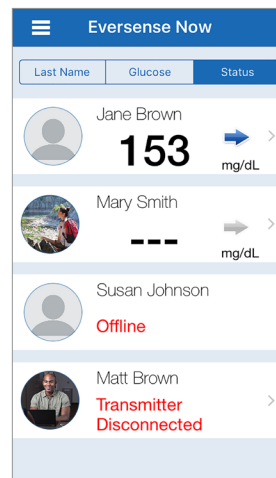 Eversense Now
Last Name Glucose Status
Jane Brown
153
mg/dL
Mary Smith
---
mg/dL
Susan Johnson
Offline
Matt Brown
Transmitter
Disconnected